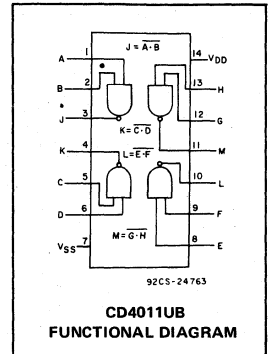 J = A·B
A 1
14 VDD
B 2
13 H
J 3
12 G
K = C·D
K 4
11 M
L = E·F
C 5
10 L
D 6
9 F
VSS 7
8 E
M = G·H
92CS-24763
CD4011UB
FUNCTIONAL DIAGRAM